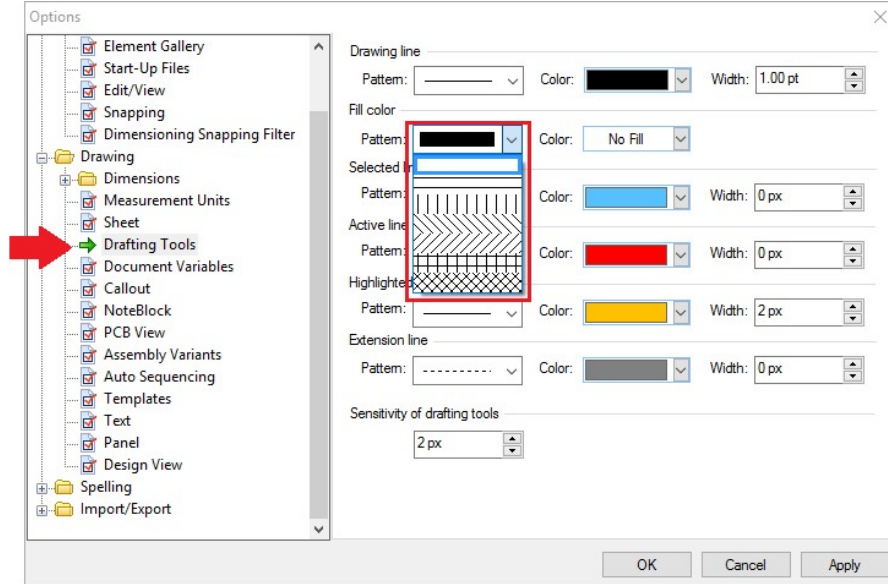 Options
Element Gallery
Start-Up Files
Edit/View
Snapping
Dimensioning Snapping Filter
Drawing
Dimensions
Measurement Units
Sheet
Drafting Tools
Document Variables
Callout
NoteBlock
PCB View
Assembly Variants
Auto Sequencing
Templates
Text
Panel
Design View
Spelling
Import/Export
Drawing line
Pattern: Color: Width: 1.00 pt
Fill color
Pattern: Color: No Fill
Selected
Pattern: Color: Width: 0 px
Active line
Pattern: Color: Width: 0 px
Highlighted
Pattern: Color: Width: 2 px
Extension line
Pattern: Color: Width: 0 px
Sensitivity of drafting tools
2 px
OK Cancel Apply